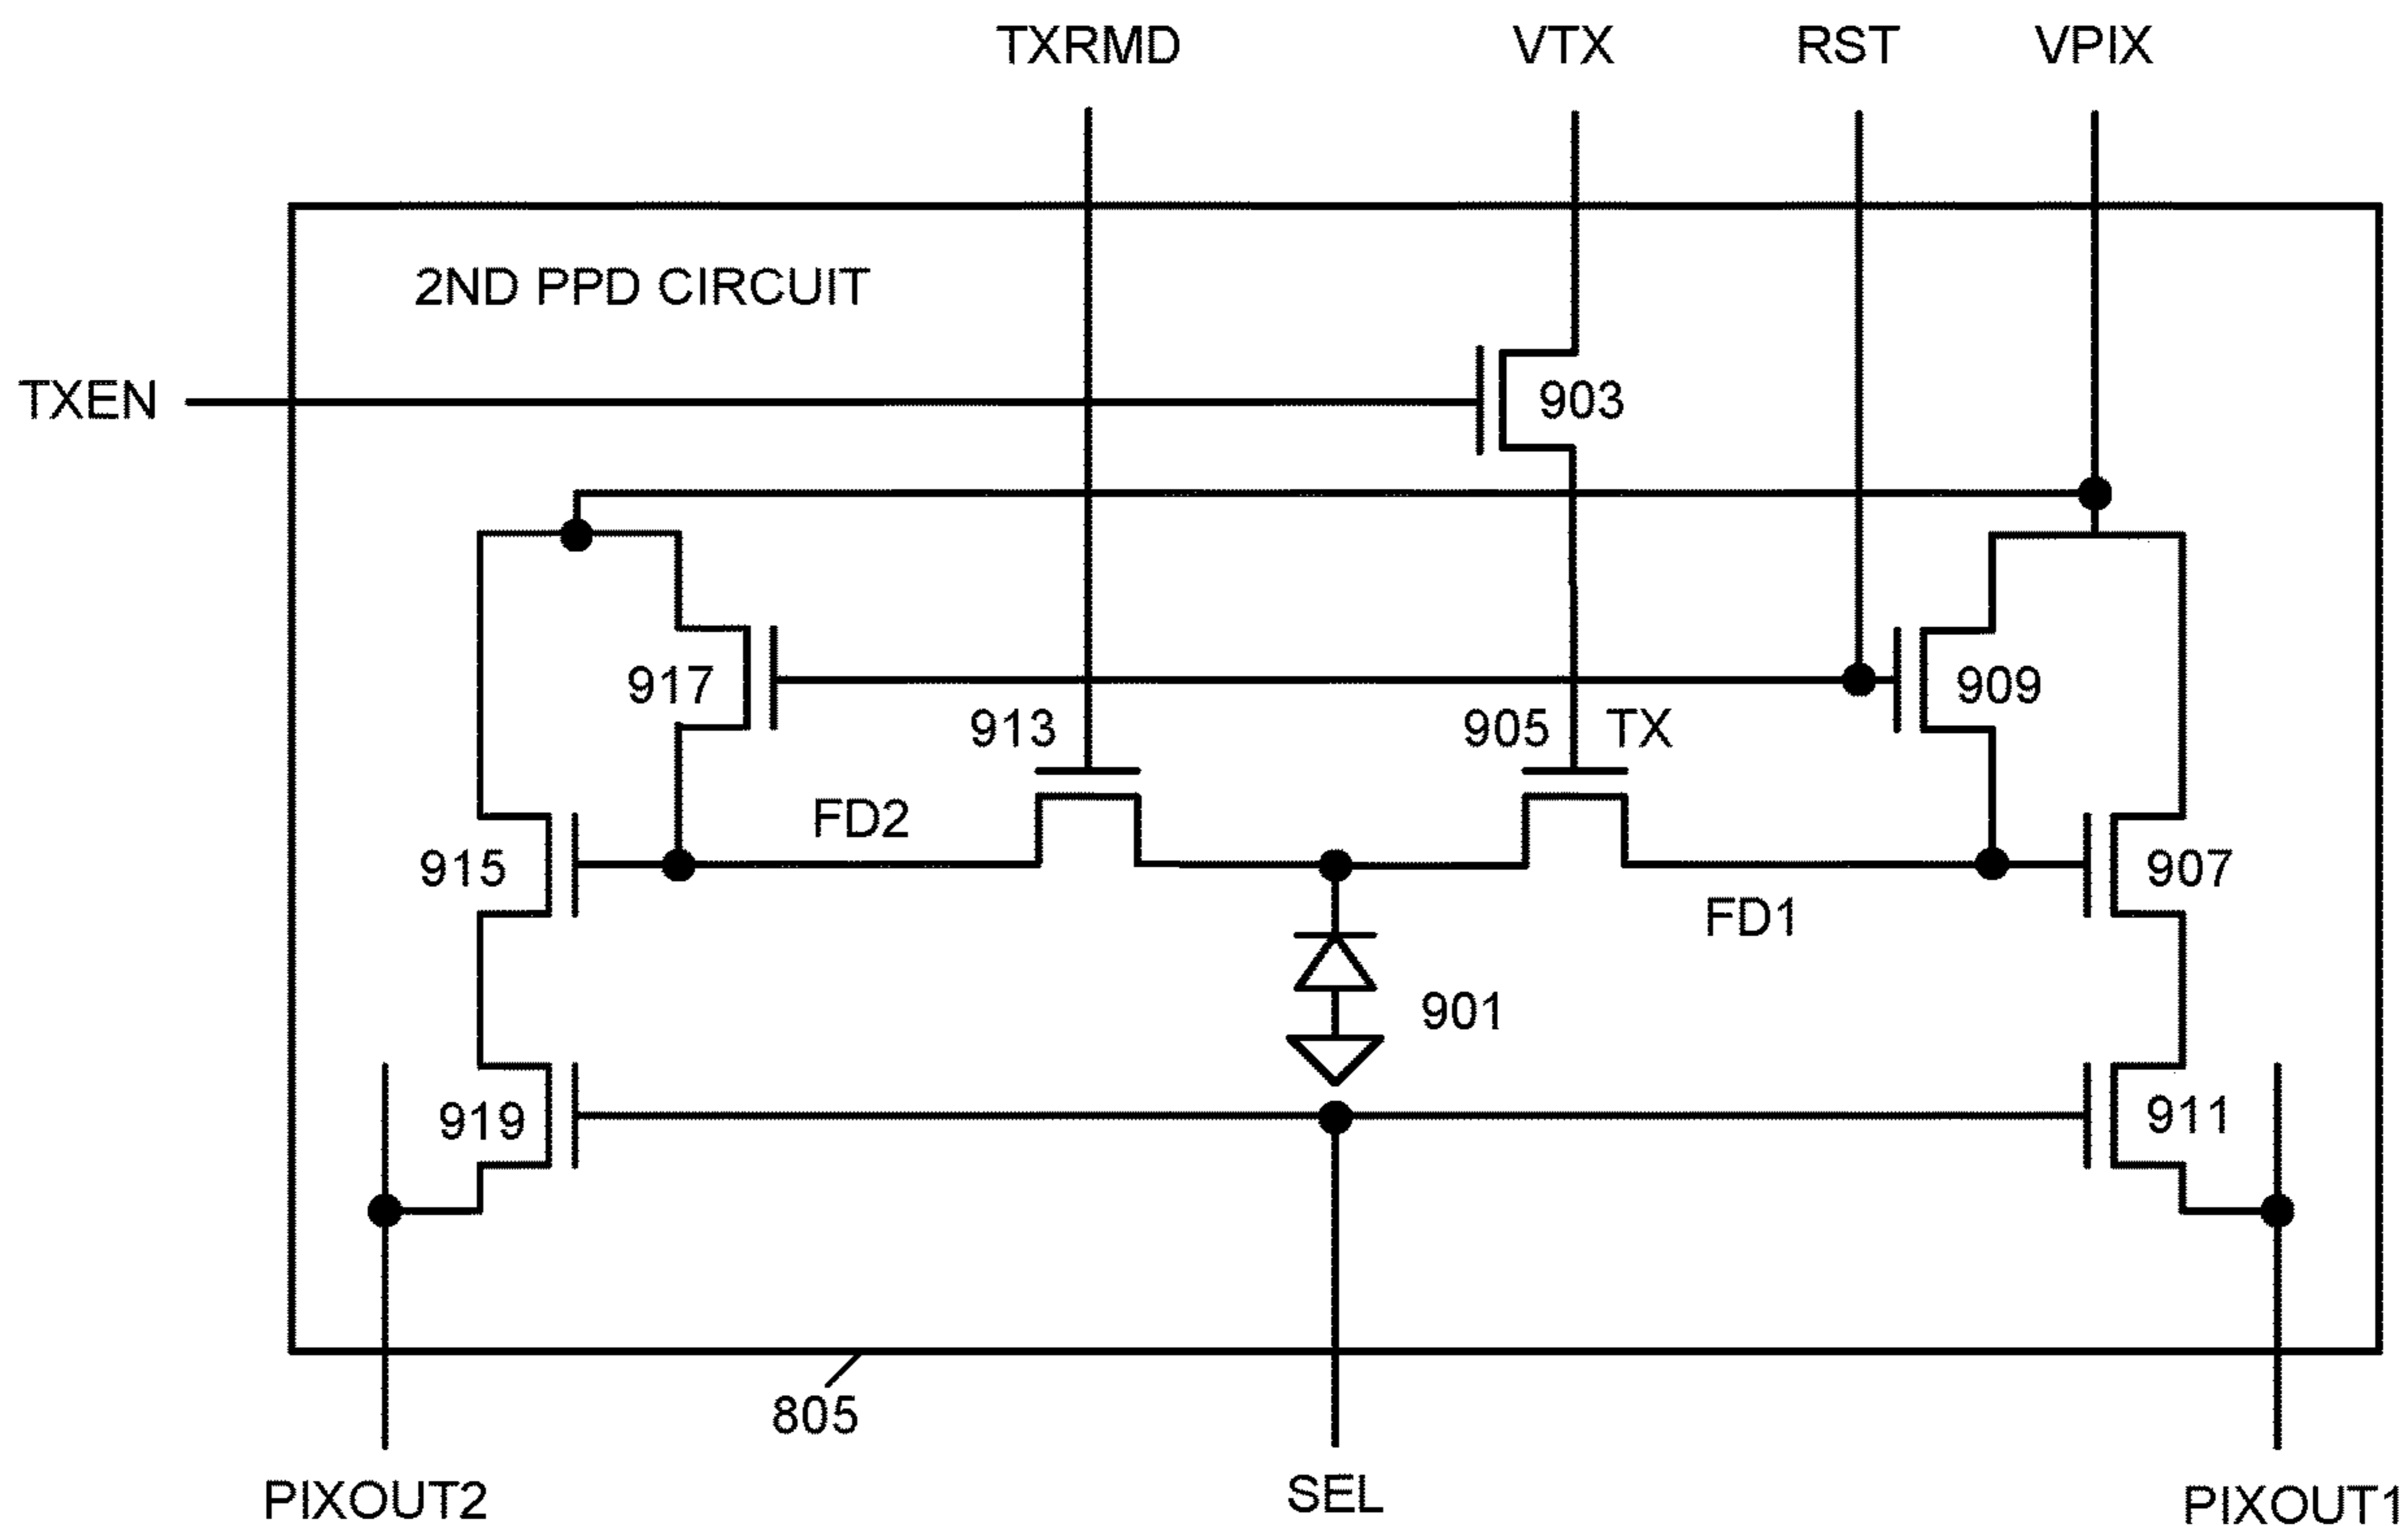 TXRMD
VTX
RST
VPIX
2ND PPD CIRCUIT
TXEN
903
917
913
905
TX
909
FD2
915
907
FD1
901
919
911
805
PIXOUT2
SEL
PIXOUT1